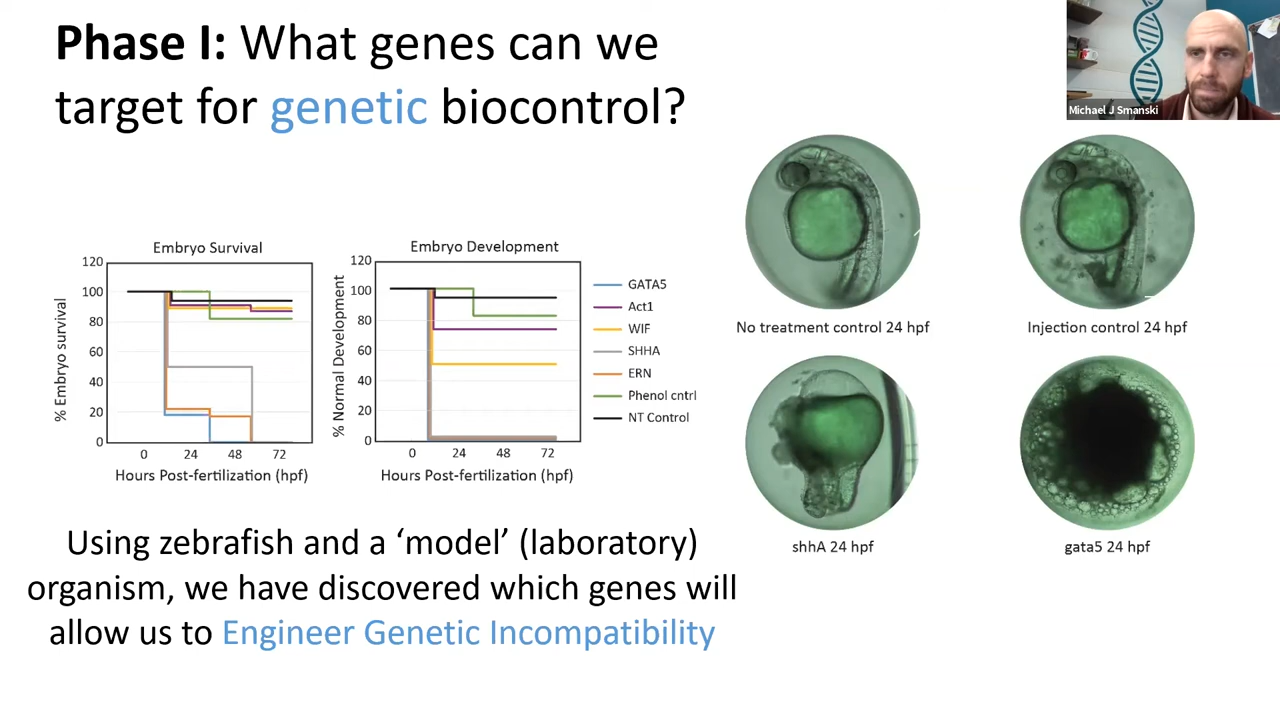 Phase I: What genes can we
target for genetic biocontrol?
Michael J Smanski
Embryo Survival
% Embryo survival
120
100
80
60
40
20
0
0 24 48 72
Hours Post-fertilization (hpf)
Embryo Development
% Normal Development
120
100
80
60
40
20
0
0 24 48 72
Hours Post-fertilization (hpf)
GATA5
Act1
WIF
SHHA
ERN
Phenol cntrl
NT Control
No treatment control 24 hpf
Injection control 24 hpf
shhA 24 hpf
gata5 24 hpf
Using zebrafish and a ‘model’ (laboratory)
organism, we have discovered which genes will
allow us to Engineer Genetic Incompatibility